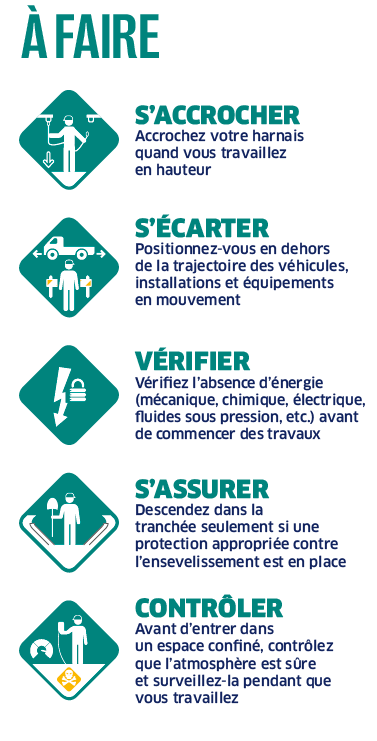 À FAIRE
S'ACCROCHER
Accrochez votre harnais
quand vous travaillez
en hauteur
S'ÉCARTER
Positionnez-vous en dehors
de la trajectoire des véhicules,
installations et équipements
en mouvement
VÉRIFIER
Vérifiez l'absence d'énergie
(mécanique, chimique, électrique,
fluides sous pression, etc.) avant
de commencer des travaux
S'ASSURER
Descendez dans la
tranchée seulement si une
protection appropriée contre
l'ensevelissement est en place
CONTRÔLER
Avant d'entrer dans
un espace confiné, contrôlez
que l'atmosphère est sûre
et surveillez-la pendant que
vous travaillez